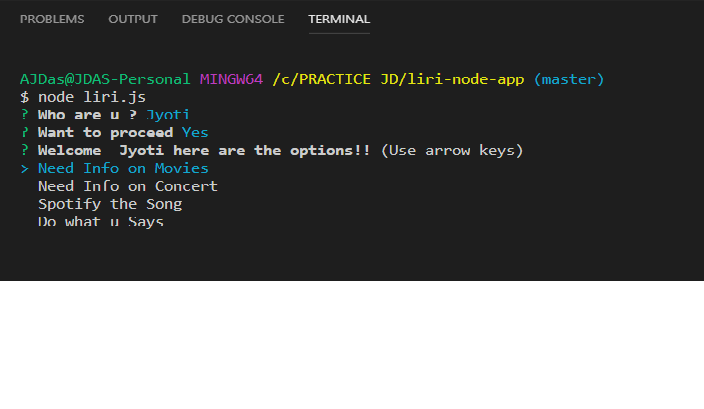 PROBLEMS OUTPUT DEBUG CONSOLE TERMINAL
AJDas@JDAS-Personal MINGW64 /c/PRACTICE JD/liri-node-app (master)
$ node liri.js
? Who are u ? Jyoti
? Want to proceed Yes
? Welcome  Jyoti here are the options!! (Use arrow keys)
> Need Info on Movies
Need Info on Concert
Spotify the Song
Do what u Says